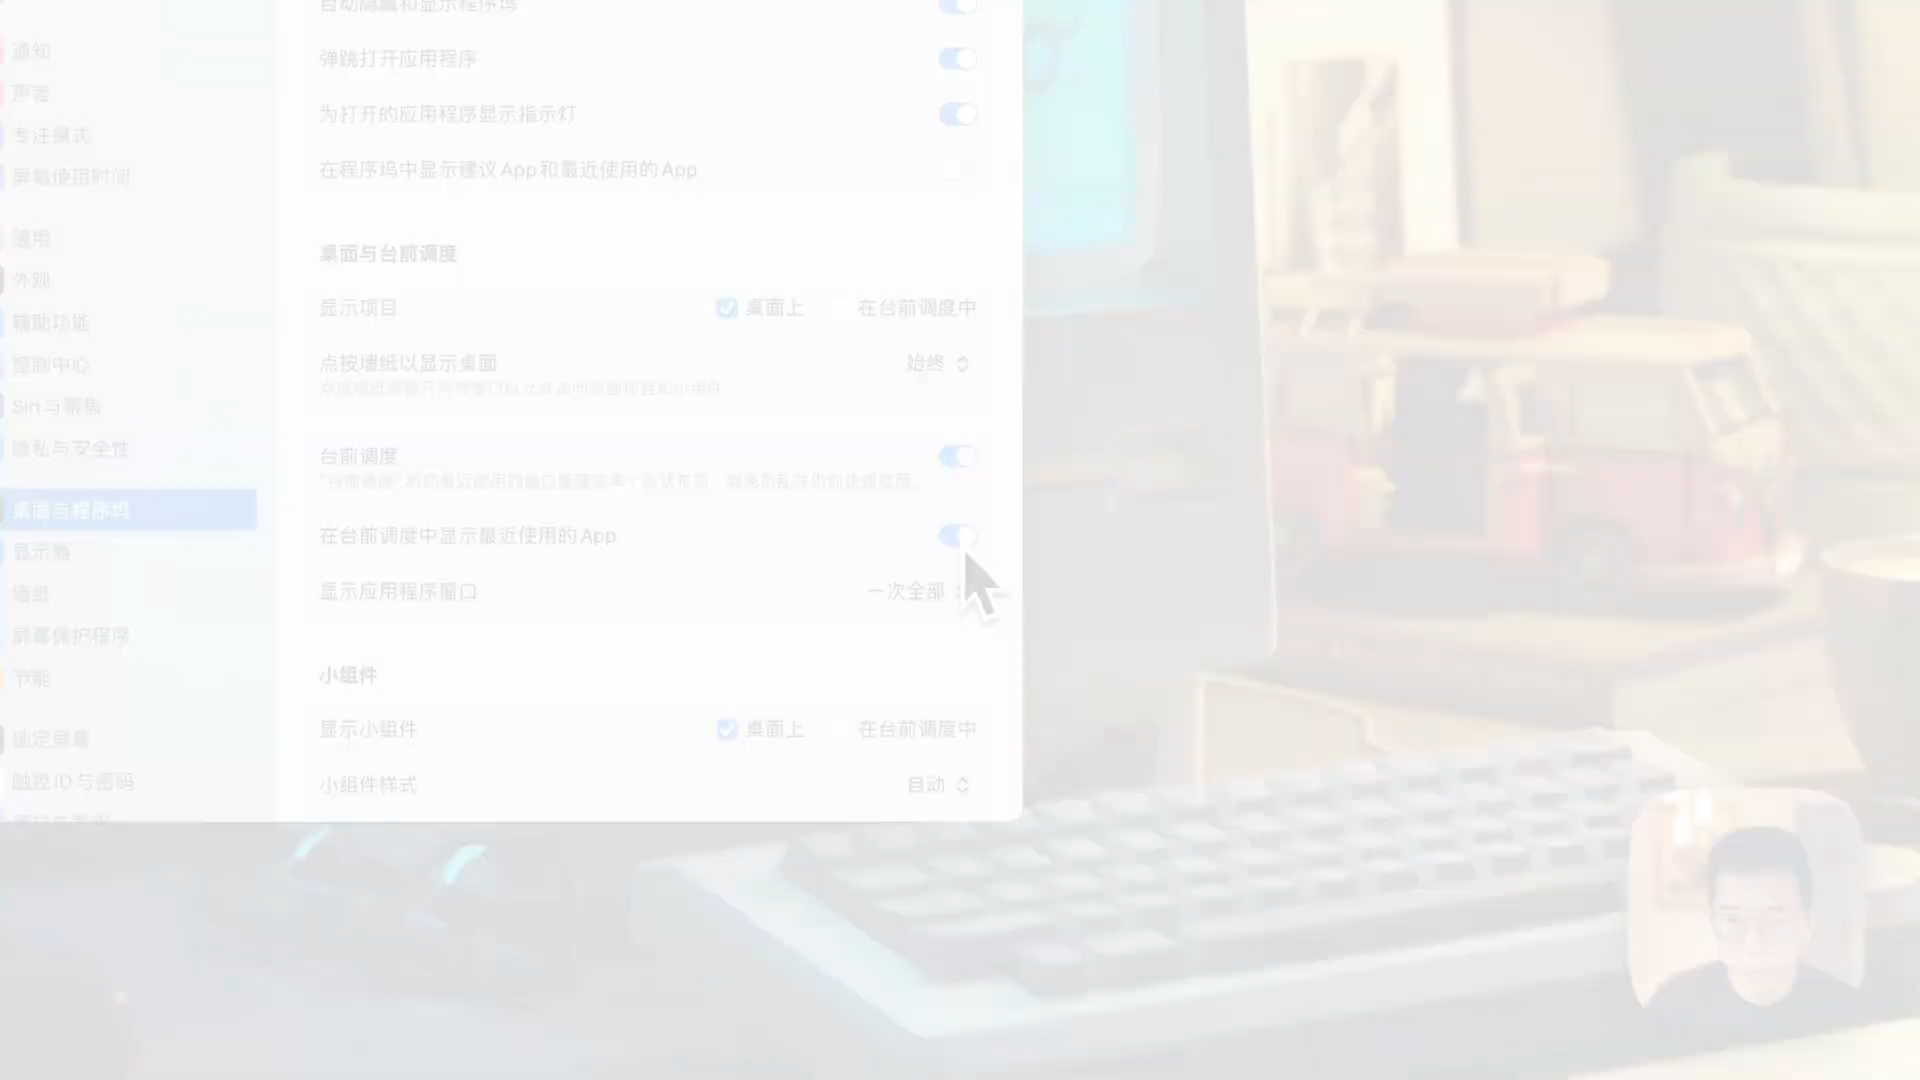 自动隐藏和显示程序坞
通知
弹跳打开应用程序
声音
为打开的应用程序显示指示灯
专注模式
在程序坞中显示建议App和最近使用的App
屏幕使用时间
通用
桌面与台前调度
外观
显示项目 桌面上 在台前调度中
辅助功能
点按墙纸以显示桌面 始终
控制中心
Siri与聚焦
隐私与安全性
台前调度
桌面与程序坞
在台前调度中显示最近使用的App
显示器
显示应用程序窗口 一次全部
墙纸
屏幕保护程序
节能
小组件
显示小组件 桌面上 在台前调度中
锁定屏幕
触控ID与密码
小组件样式 自动